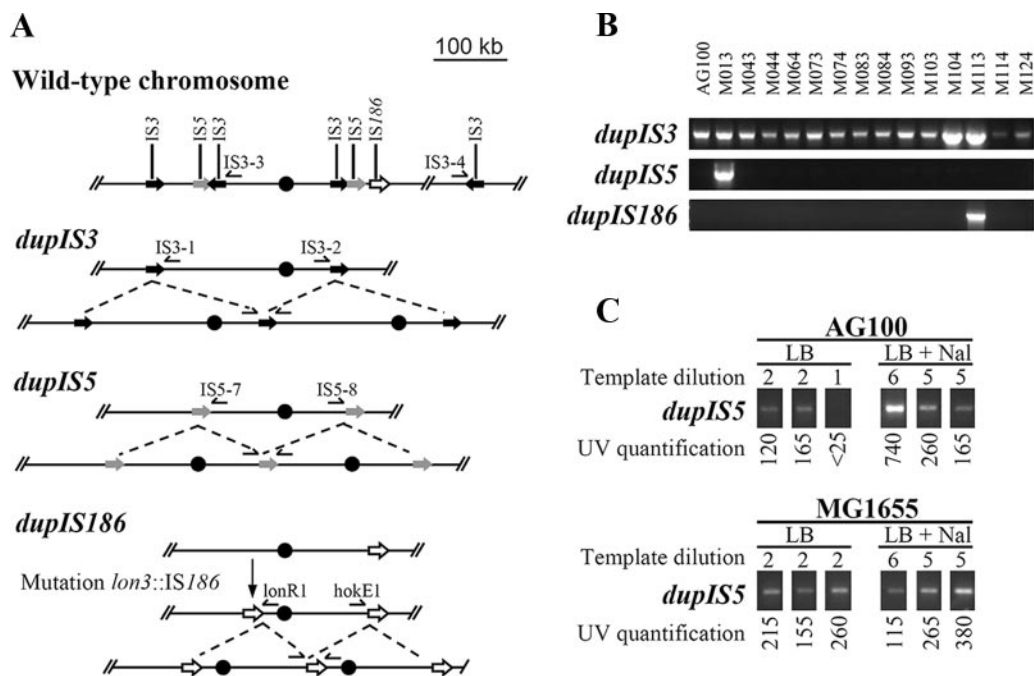 A
100 kb
Wild-type chromosome
IS3 IS5 IS3 IS3 IS5 IS186 IS3
IS3-3 IS3-4
dupIS3
IS3-1 IS3-2
dupIS5
IS5-7 IS5-8
dupIS186
Mutation lon3::IS186
lonR1 hokE1
B
AG100 M013 M043 M044 M064 M073 M074 M083 M084 M093 M103 M104 M113 M114 M124
dupIS3
dupIS5
dupIS186
C
AG100
LB LB + Nal
Template dilution 2 2 1 6 5 5
dupIS5
UV quantification 120 165 <25 740 260 165
MG1655
LB LB + Nal
Template dilution 2 2 2 6 5 5
dupIS5
UV quantification 215 155 260 115 265 380